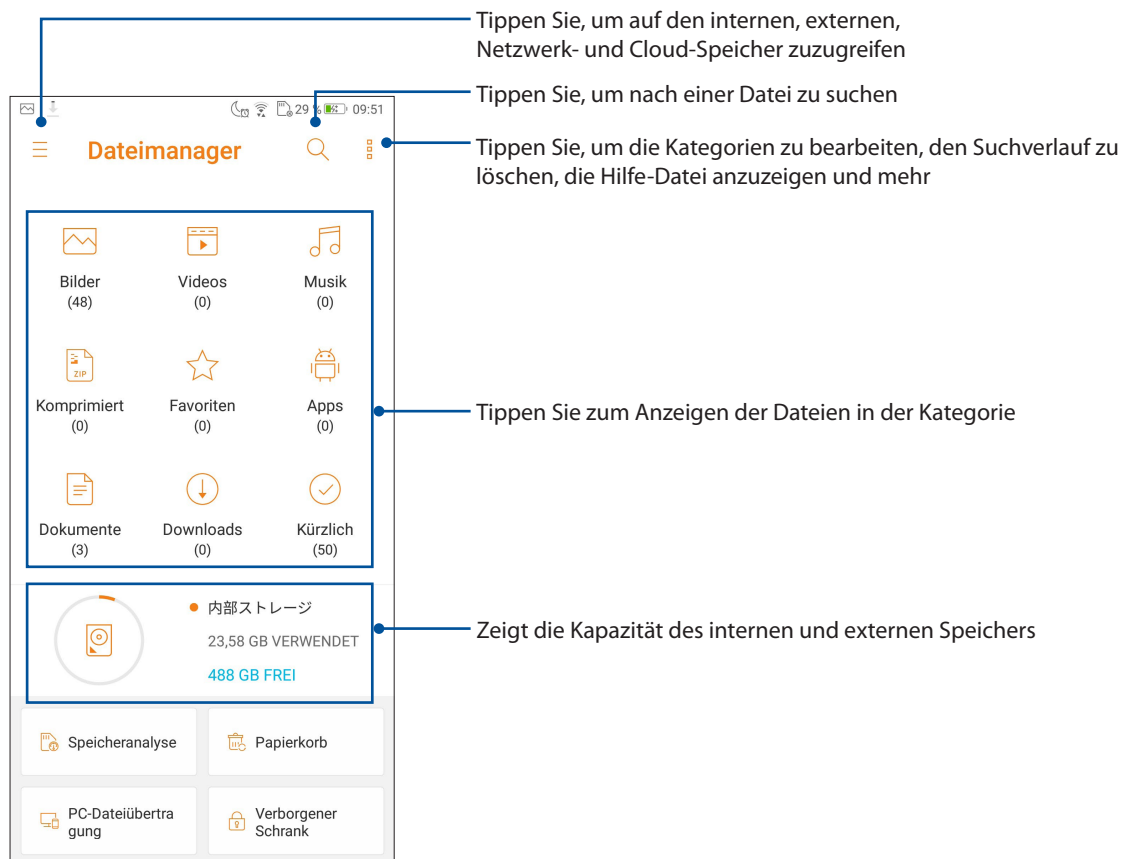 Tippen Sie, um auf den internen, externen,
Netzwerk- und Cloud-Speicher zuzugreifen
Tippen Sie, um nach einer Datei zu suchen
Tippen Sie, um die Kategorien zu bearbeiten, den Suchverlauf zu
löschen, die Hilfe-Datei anzuzeigen und mehr
29 % 09:51
Dateimanager
Bilder Videos Musik
(48) (0) (0)
ZIP
Komprimiert Favoriten Apps
(0) (0) (0)
Tippen Sie zum Anzeigen der Dateien in der Kategorie
Dokumente Downloads Kürzlich
(3) (0) (50)
内部ストレージ
23,58 GB VERWENDET
488 GB FREI
Zeigt die Kapazität des internen und externen Speichers
Speicheranalyse Papierkorb
PC-Dateiübertra
gung
Verborgener
Schrank